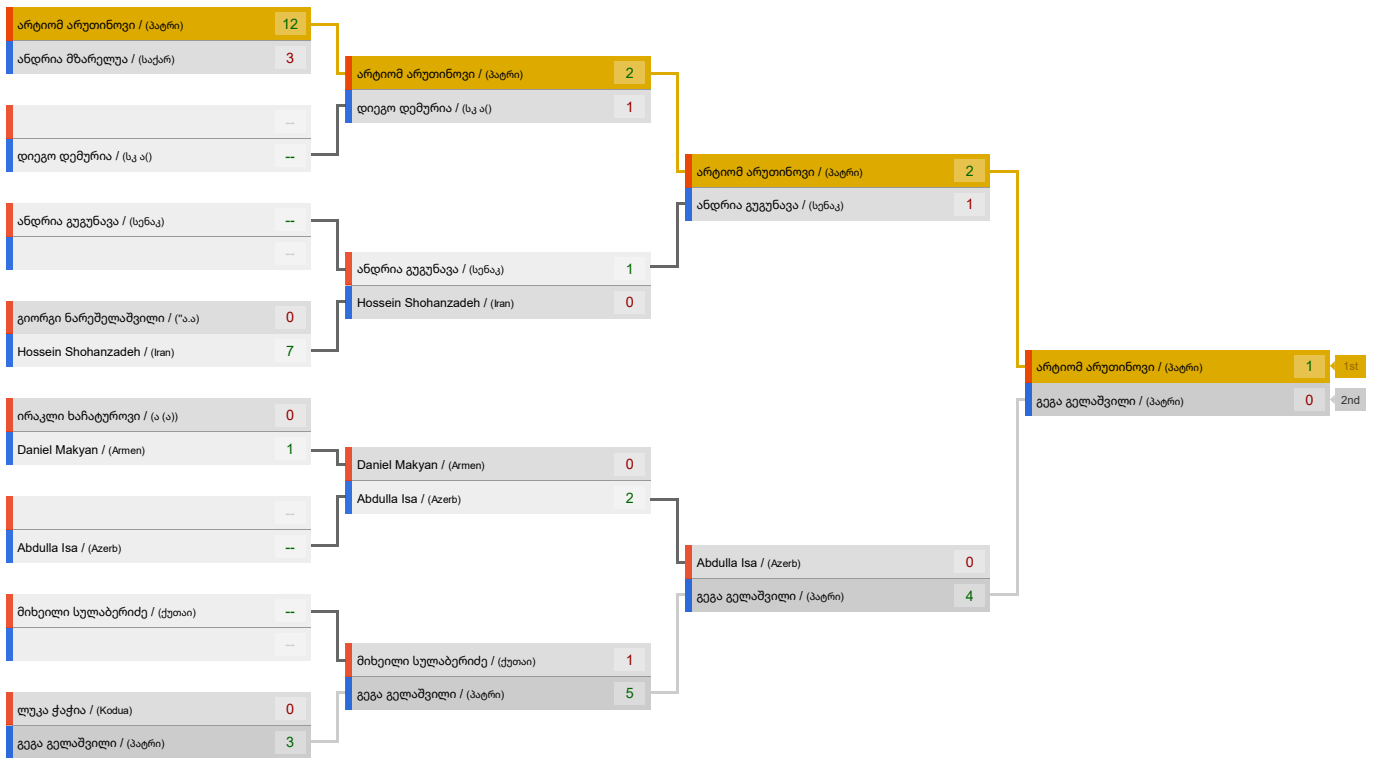 არტიომ არუთინოვი / (პატრი) 12
ანდრია მზარელუა / (საქარ) 3
--
დიეგო დემურია / (სკ ა() --
ანდრია გუგუნავა / (სენაკ) --
--
გიორგი ნარეშელაშვილი / ("ა.ა) 0
Hossein Shohanzadeh / (Iran) 7
ირაკლი ხაჩატუროვი / (ა (ა)) 0
Daniel Makyan / (Armen) 1
--
Abdulla Isa / (Azerb) --
მიხეილი სულაბერიძე / (ქუთაი) --
--
ლუკა ჭაჭია / (Kodua) 0
გეგა გელაშვილი / (პატრი) 3
არტიომ არუთინოვი / (პატრი) 2
დიეგო დემურია / (სკ ა() 1
ანდრია გუგუნავა / (სენაკ) 1
Hossein Shohanzadeh / (Iran) 0
Daniel Makyan / (Armen) 0
Abdulla Isa / (Azerb) 2
მიხეილი სულაბერიძე / (ქუთაი) 1
გეგა გელაშვილი / (პატრი) 5
არტიომ არუთინოვი / (პატრი) 2
ანდრია გუგუნავა / (სენაკ) 1
Abdulla Isa / (Azerb) 0
გეგა გელაშვილი / (პატრი) 4
არტიომ არუთინოვი / (პატრი) 1 1st
გეგა გელაშვილი / (პატრი) 0 2nd